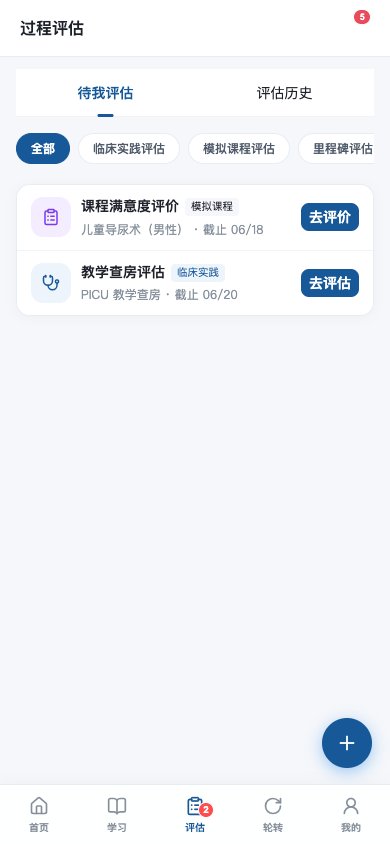 过程评估
5
待我评估 评估历史
全部 临床实践评估 模拟课程评估 里程碑评估
课程满意度评价 模拟课程
儿童导尿术（男性） · 截止 06/18
去评价
教学查房评估 临床实践
PICU 教学查房 · 截止 06/20
去评估
2
首页 学习 评估 轮转 我的